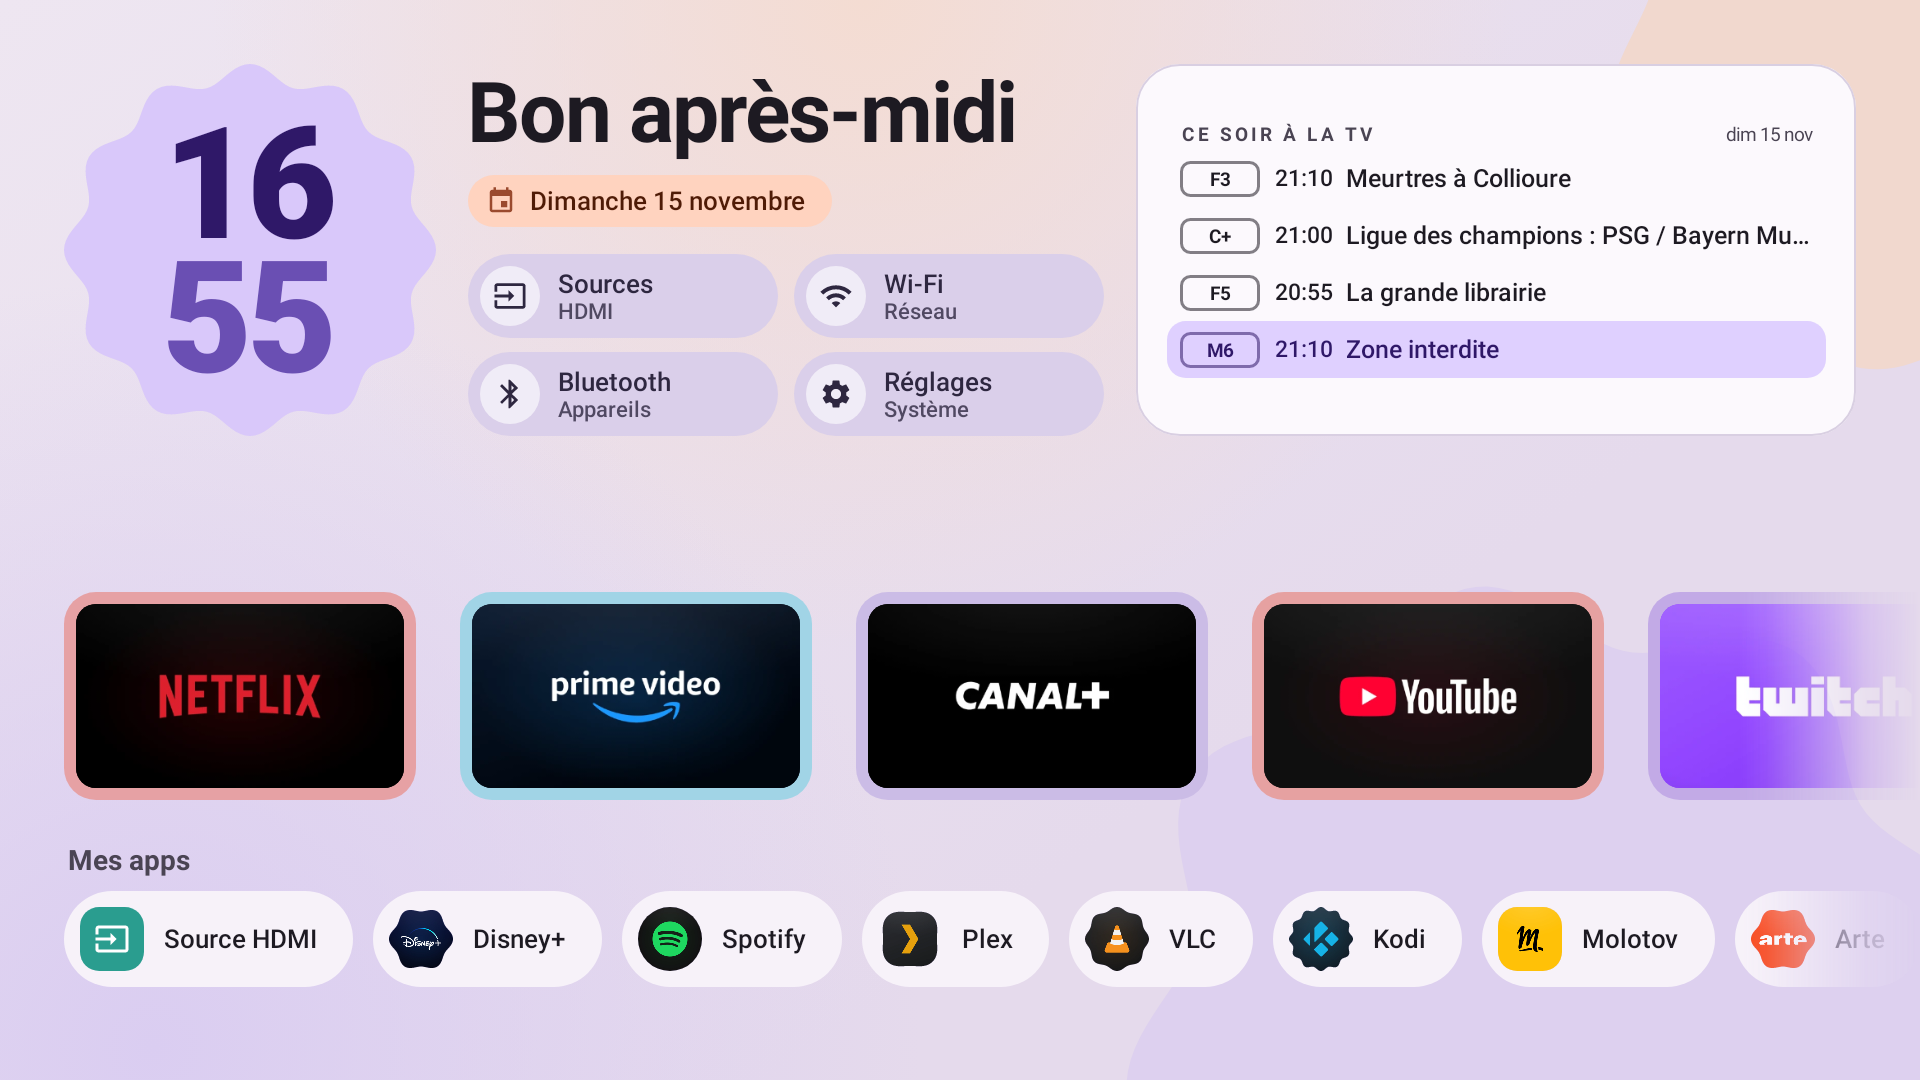 16
55
Bon après-midi
Dimanche 15 novembre
Sources
HDMI
Wi-Fi
Réseau
Bluetooth
Appareils
Réglages
Système
CE SOIR À LA TV
dim 15 nov
F3 21:10 Meurtres à Collioure
C+ 21:00 Ligue des champions : PSG / Bayern Mu...
F5 20:55 La grande librairie
M6 21:10 Zone interdite
NETFLIX
prime video
CANAL+
YouTube
twitch
Mes apps
Source HDMI
Disney+ Disney+
Spotify
Plex
VLC
Kodi
M. Molotov
arte Arte